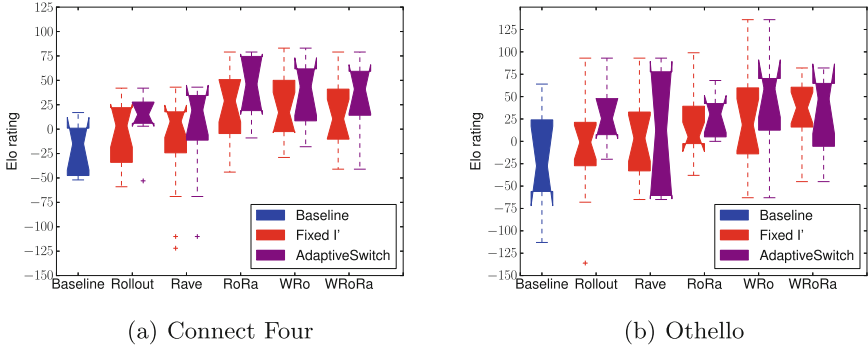 125
100
75
50
25
0
−25
−50
−75
−100
−125
−150
Elo rating
Baseline Rollout Rave RoRa WRo WRoRa
Baseline
Fixed I'
AdaptiveSwitch
(a) Connect Four
125
100
75
50
25
0
−25
−50
−75
−100
−125
−150
Elo rating
Baseline Rollout Rave RoRa WRo WRoRa
Baseline
Fixed I'
AdaptiveSwitch
(b) Othello